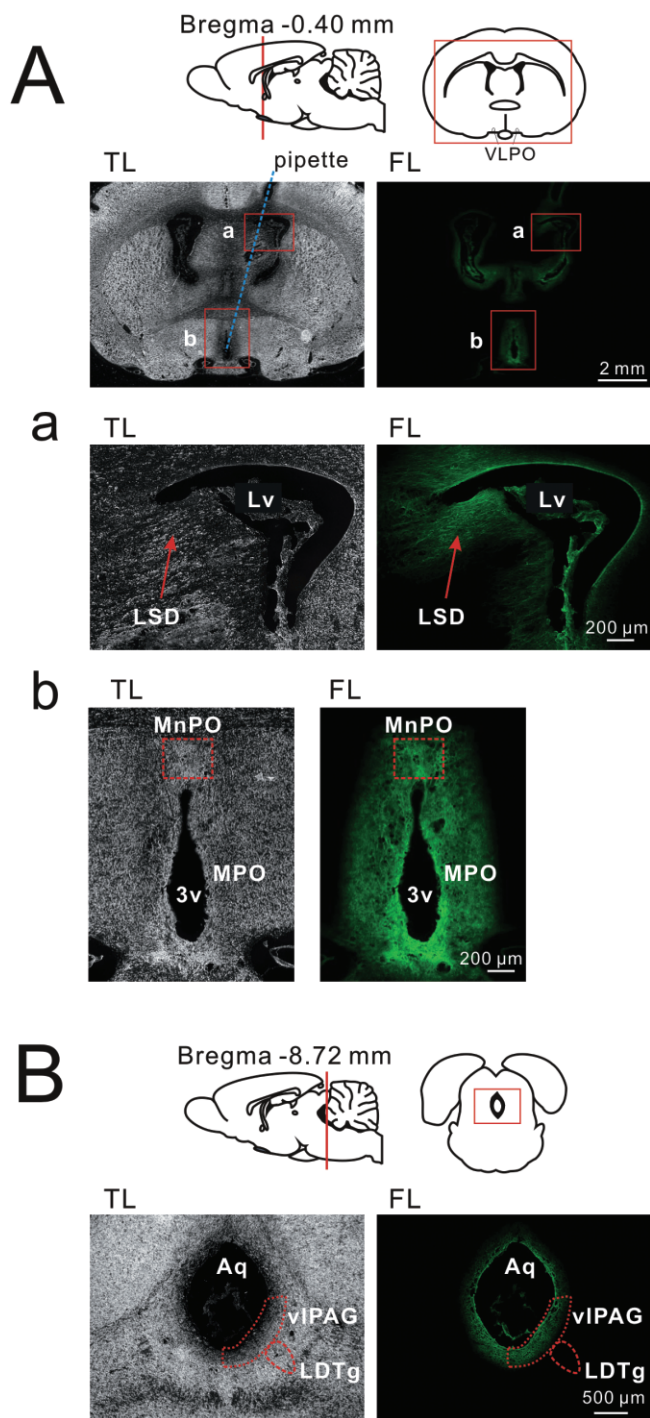 A
Bregma -0.40 mm
VLPO
TL
pipette
FL
a
b
a
b
2 mm
a
TL
FL
Lv
LSD
Lv
LSD
200 µm
b
TL
FL
MnPO
MPO
3v
MnPO
MPO
3v
200 µm
B
Bregma -8.72 mm
TL
FL
Aq
vlPAG
LDTg
Aq
vlPAG
LDTg
500 µm